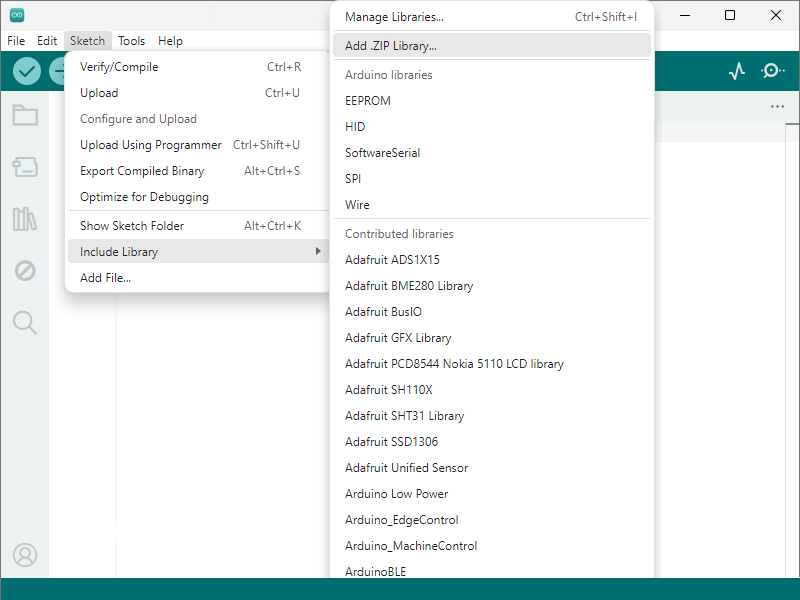 File Edit Sketch Tools Help
Verify/Compile Ctrl+R
Upload Ctrl+U
Configure and Upload
Upload Using Programmer Ctrl+Shift+U
Export Compiled Binary Alt+Ctrl+S
Optimize for Debugging
Show Sketch Folder Alt+Ctrl+K
Include Library
Add File...
Manage Libraries... Ctrl+Shift+I
Add .ZIP Library...
Arduino libraries
EEPROM
HID
SoftwareSerial
SPI
Wire
Contributed libraries
Adafruit ADS1X15
Adafruit BME280 Library
Adafruit BusIO
Adafruit GFX Library
Adafruit PCD8544 Nokia 5110 LCD library
Adafruit SH110X
Adafruit SHT31 Library
Adafruit SSD1306
Adafruit Unified Sensor
Arduino Low Power
Arduino_EdgeControl
Arduino_MachineControl
ArduinoBLE